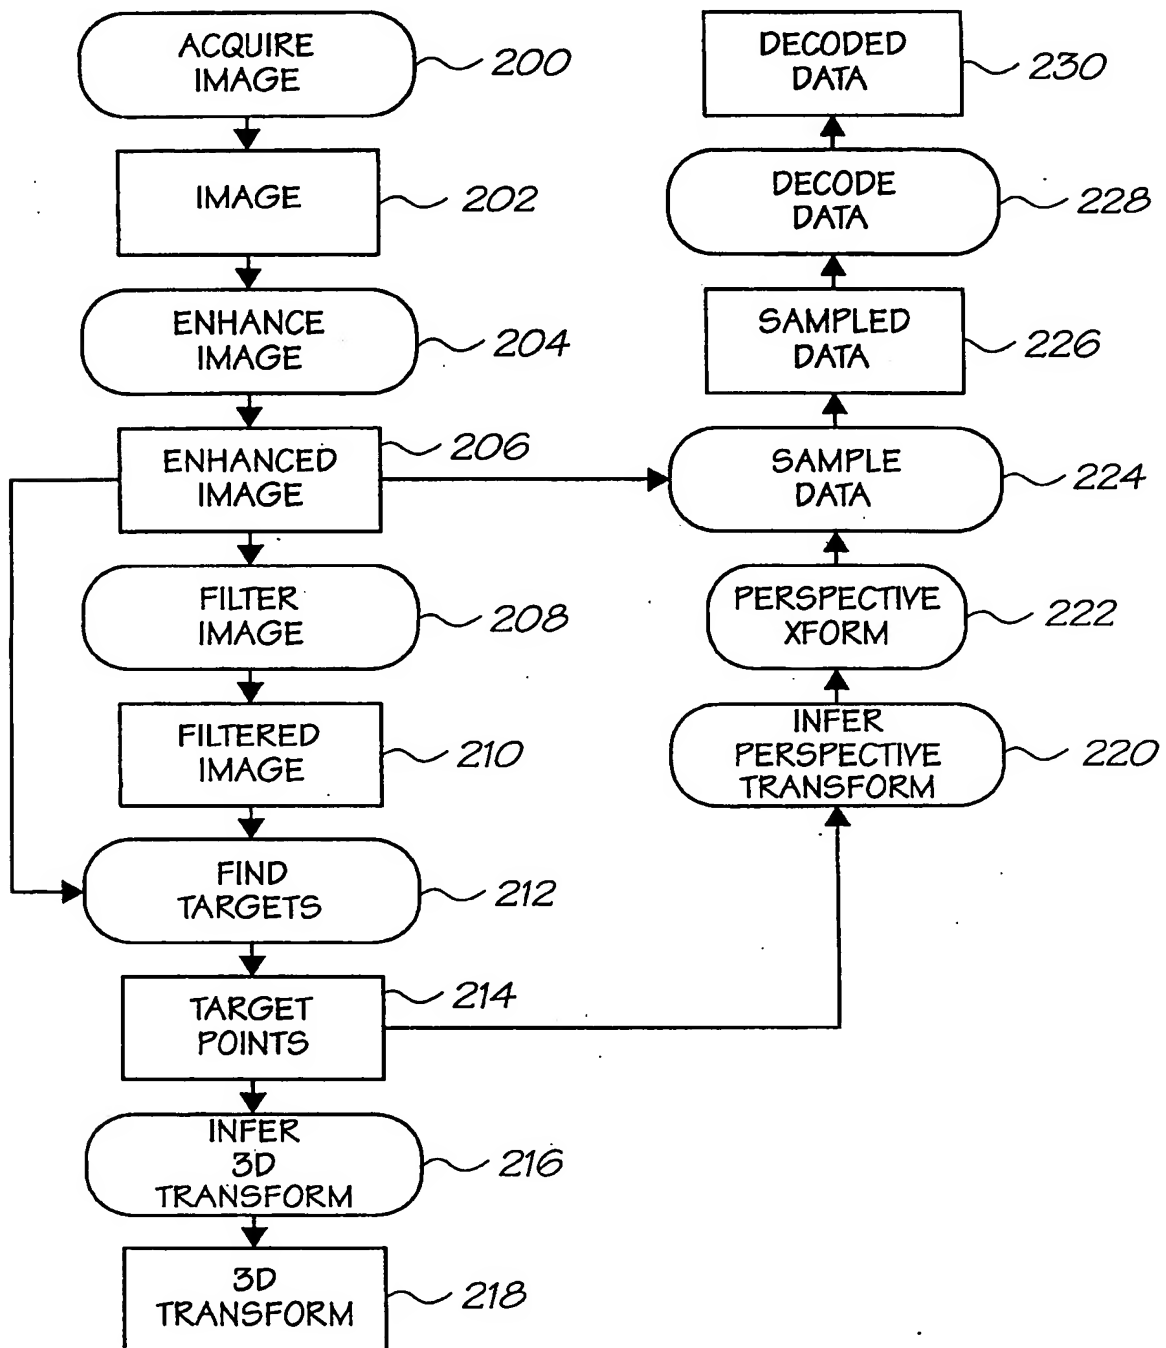 ACQUIRE
IMAGE
200
IMAGE
202
ENHANCE
IMAGE
204
ENHANCED
IMAGE
206
FILTER
IMAGE
208
FILTERED
IMAGE
210
FIND
TARGETS
212
TARGET
POINTS
214
INFER
3D
TRANSFORM
216
3D
TRANSFORM
218
DECODED
DATA
230
DECODE
DATA
228
SAMPLED
DATA
226
SAMPLE
DATA
224
PERSPECTIVE
XFORM
222
INFER
PERSPECTIVE
TRANSFORM
220